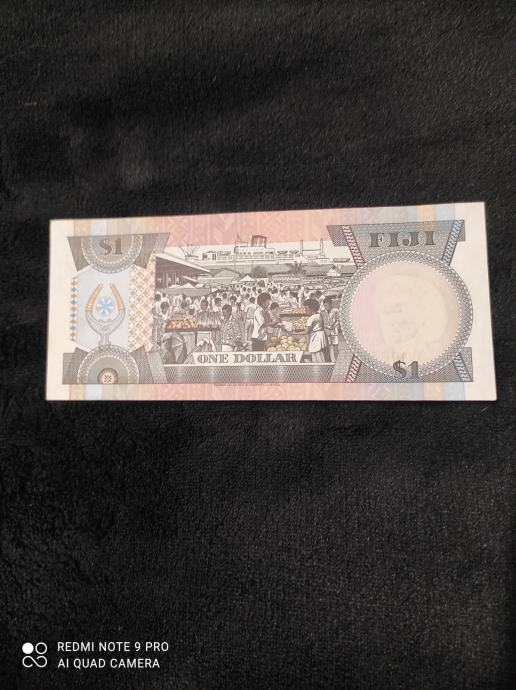 $1
FIJI
ONE DOLLAR
$1
REDMI NOTE 9 PRO
AI QUAD CAMERA